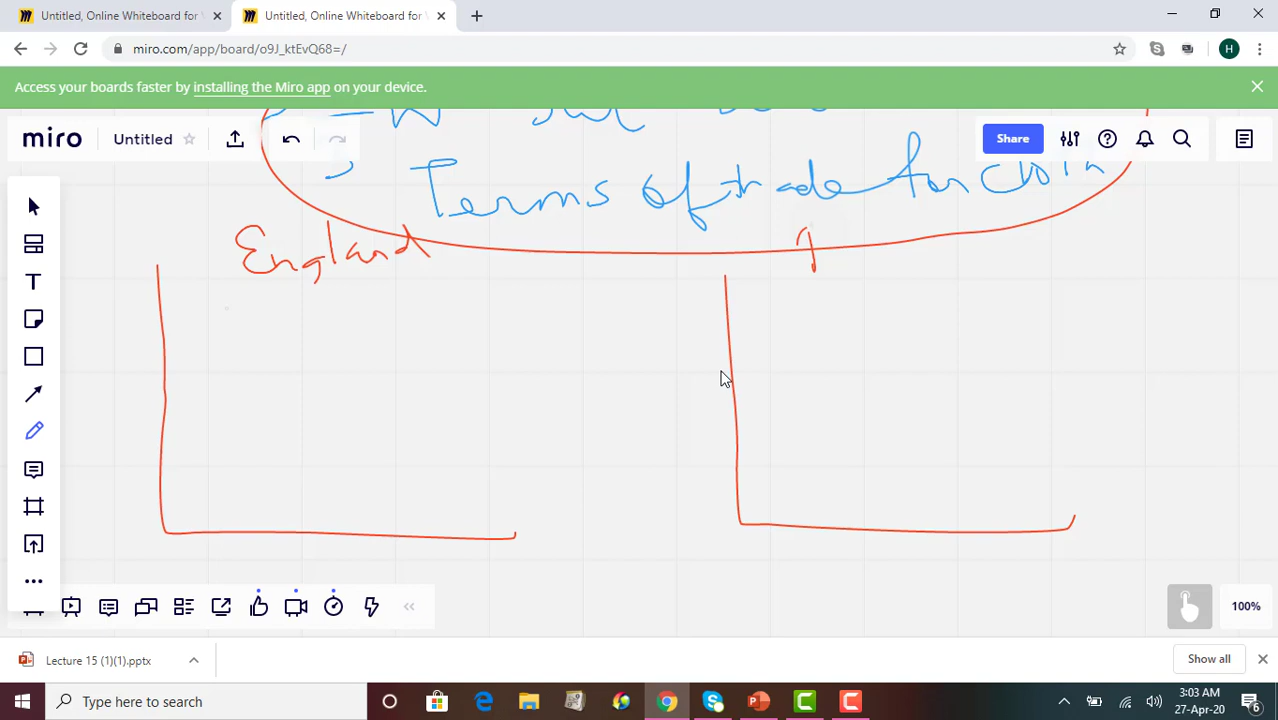 Untitled, Online Whiteboard for V
Untitled, Online Whiteboard for V
miro.com/app/board/o9J_ktEvQ68=/
H
Access your boards faster by installing the Miro app on your device.
miro
Untitled
Share
Terms of trade for cloth
England
T
100%
Lecture 15 (1)(1).pptx
Show all
Type here to search
3:03 AM
27-Apr-20
6